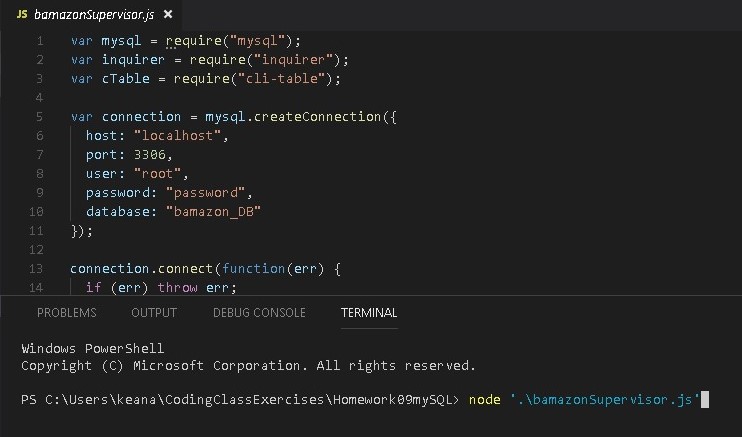 JS bamazonSupervisor.js ×
1 var mysql = require("mysql");
2 var inquirer = require("inquirer");
3 var cTable = require("cli-table");
4
5 var connection = mysql.createConnection({
6 host: "localhost",
7 port: 3306,
8 user: "root",
9 password: "password",
10 database: "bamazon_DB"
11 });
12
13 connection.connect(function(err) {
14 if (err) throw err;
PROBLEMS OUTPUT DEBUG CONSOLE TERMINAL
Windows PowerShell
Copyright (C) Microsoft Corporation. All rights reserved.
PS C:\Users\keana\CodingClassExercises\Homework09mySQL> node '.\bamazonSupervisor.js'